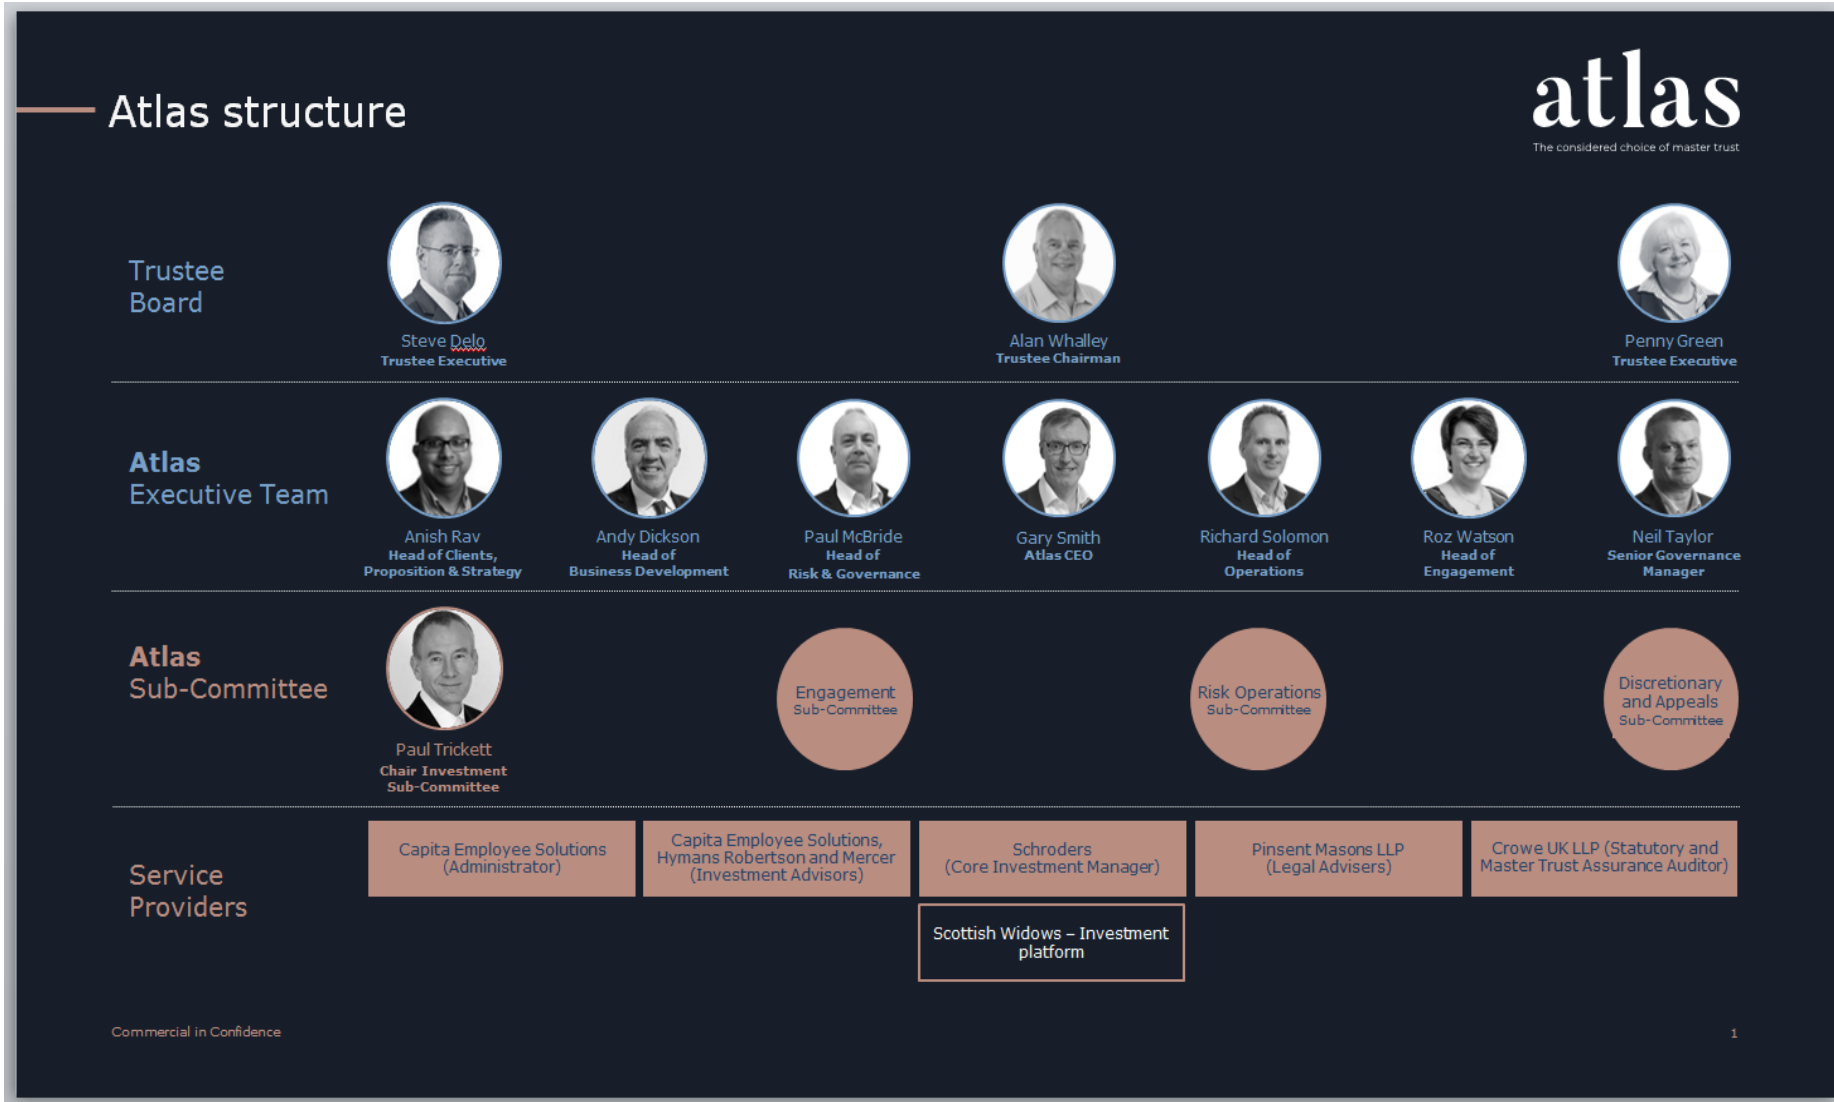 Atlas structure
atlas
The considered choice of master trust
Trustee
Board
Steve Delo
Trustee Executive
Alan Whalley
Trustee Chairman
Penny Green
Trustee Executive
Atlas
Executive Team
Anish Rav
Head of Clients,
Proposition & Strategy
Andy Dickson
Head of
Business Development
Paul McBride
Head of
Risk & Governance
Gary Smith
Atlas CEO
Richard Solomon
Head of
Operations
Roz Watson
Head of
Engagement
Neil Taylor
Senior Governance
Manager
Atlas
Sub-Committee
Paul Trickett
Chair Investment
Sub-Committee
Engagement
Sub-Committee
Risk Operations
Sub-Committee
Discretionary
and Appeals
Sub-Committee
Service
Providers
Capita Employee Solutions
(Administrator)
Capita Employee Solutions,
Hymans Robertson and Mercer
(Investment Advisors)
Schroders
(Core Investment Manager)
Pinsent Masons LLP
(Legal Advisers)
Crowe UK LLP (Statutory and
Master Trust Assurance Auditor)
Scottish Widows – Investment
platform
Commercial in Confidence
1